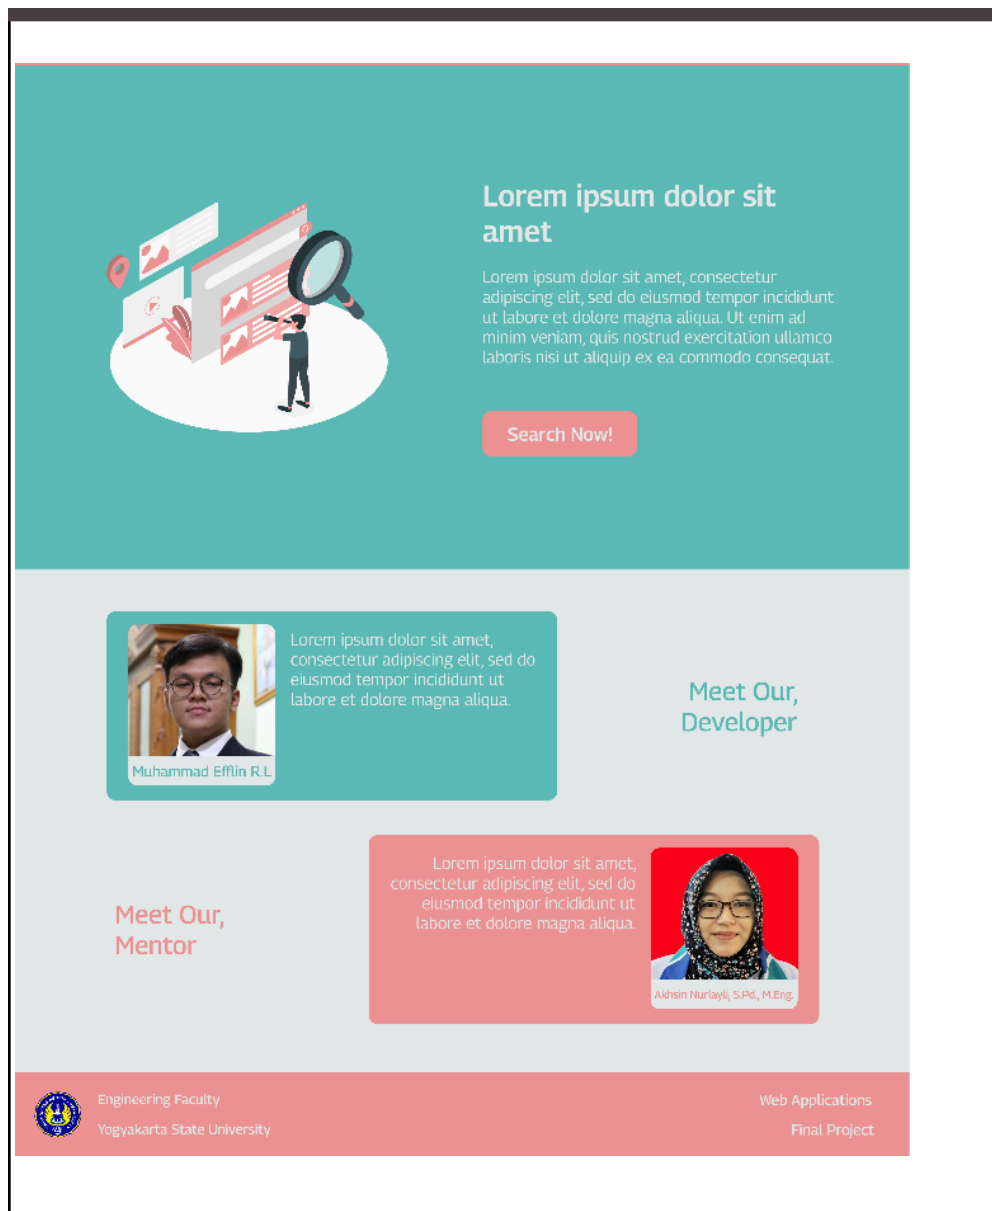 Lorem ipsum dolor sit
amet
Lorem ipsum dolor sit amet, consectetur
adipiscing elit, sed do eiusmod tempor incididunt
ut labore et dolore magna aliqua. Ut enim ad
minim veniam, quis nostrud exercitation ullamco
laboris nisi ut aliquip ex ea commodo consequat.
Search Now!
Lorem ipsum dolor sit amet,
consectetur adipiscing elit, sed do
eiusmod tempor incididunt ut
labore et dolore magna aliqua.
Muhammad Efflin R.L
Meet Our,
Developer
Meet Our,
Mentor
Lorem ipsum dolor sit amet,
consectetur adipiscing elit, sed do
eiusmod tempor incididunt ut
labore et dolore magna aliqua.
Akhsin Nurlayli, S.Pd., M.Eng.
Engineering Faculty
Yogyakarta State University
Web Applications
Final Project